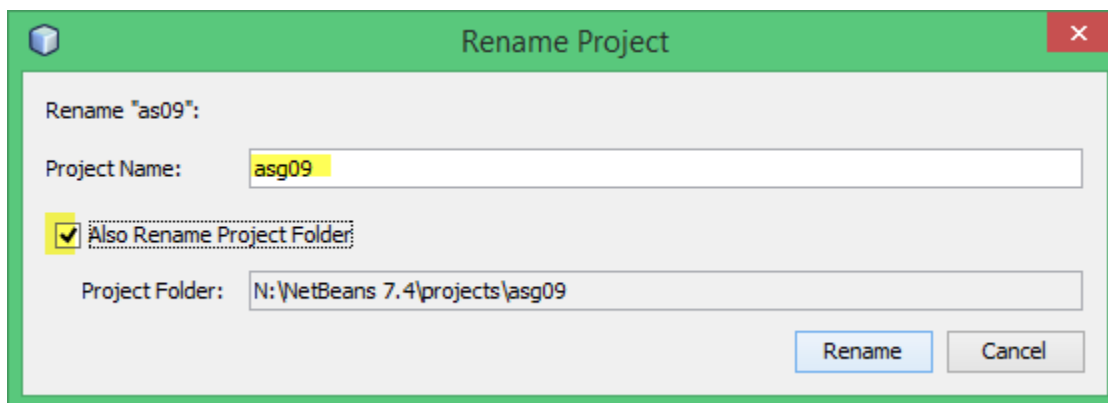 Rename Project
Rename "as09":
Project Name: asg09
Also Rename Project Folder
Project Folder: N:\NetBeans 7.4\projects\asg09
Rename Cancel